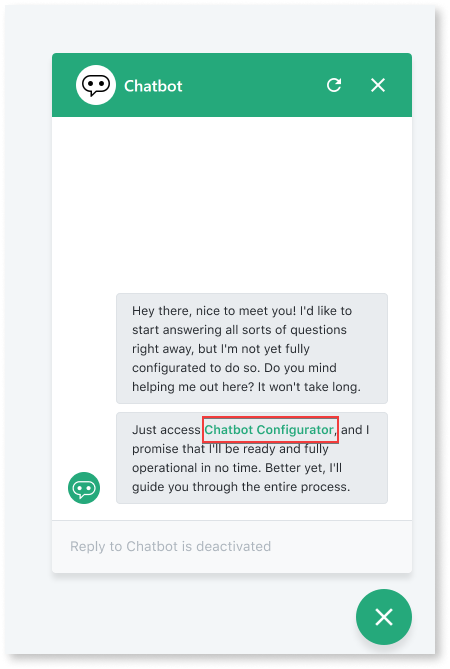 Chatbot
Hey there, nice to meet you! I'd like to
start answering all sorts of questions
right away, but I'm not yet fully
configurated to do so. Do you mind
helping me out here? It won't take long.
Just access Chatbot Configurator, and I
promise that I'll be ready and fully
operational in no time. Better yet, I'll
guide you through the entire process.
Reply to Chatbot is deactivated